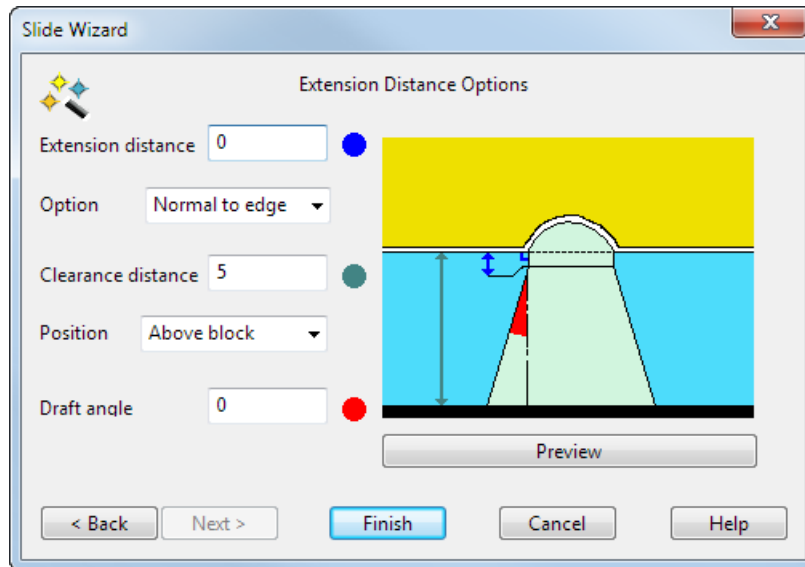 Slide Wizard
Extension Distance Options
Extension distance 0
Option Normal to edge
Clearance distance 5
Position Above block
Draft angle 0
Preview
< Back Next > Finish Cancel Help